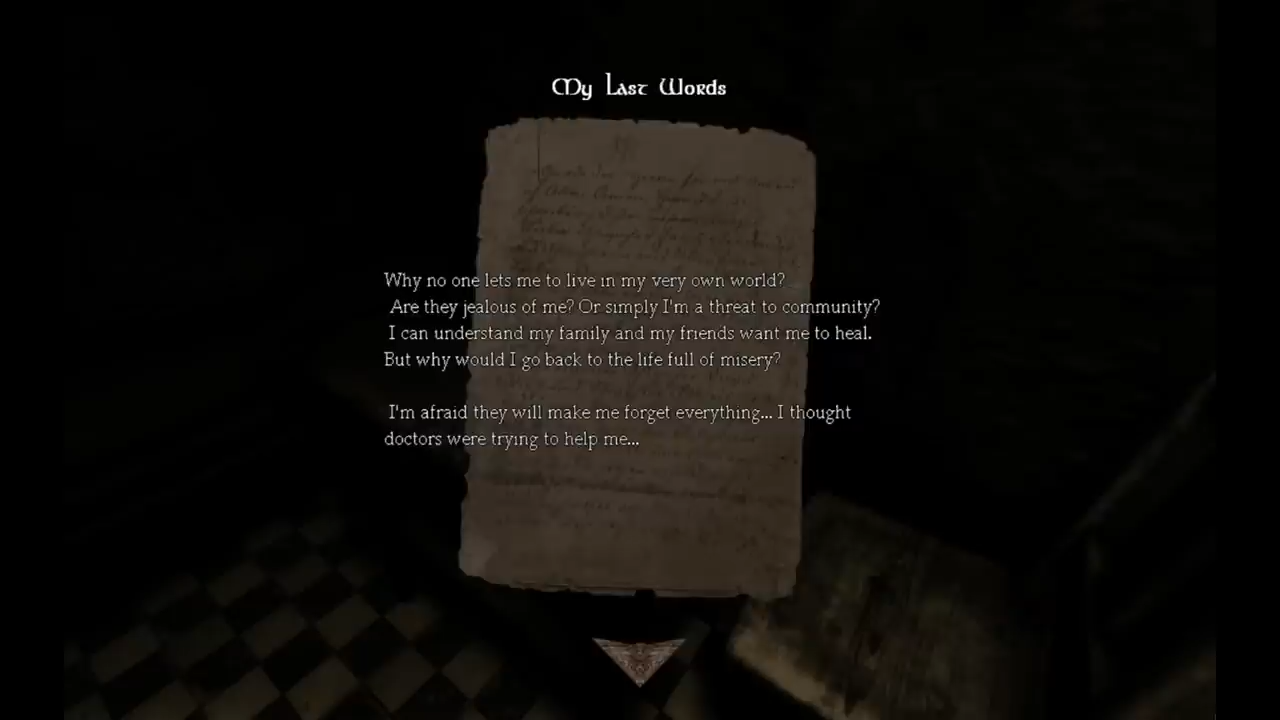 My Last Words
Why no one lets me to live in my very own world?
Are they jealous of me? Or simply I'm a threat to community?
I can understand my family and my friends want me to heal.
But why would I go back to the life full of misery?
I'm afraid they will make me forget everything... I thought
doctors were trying to help me...